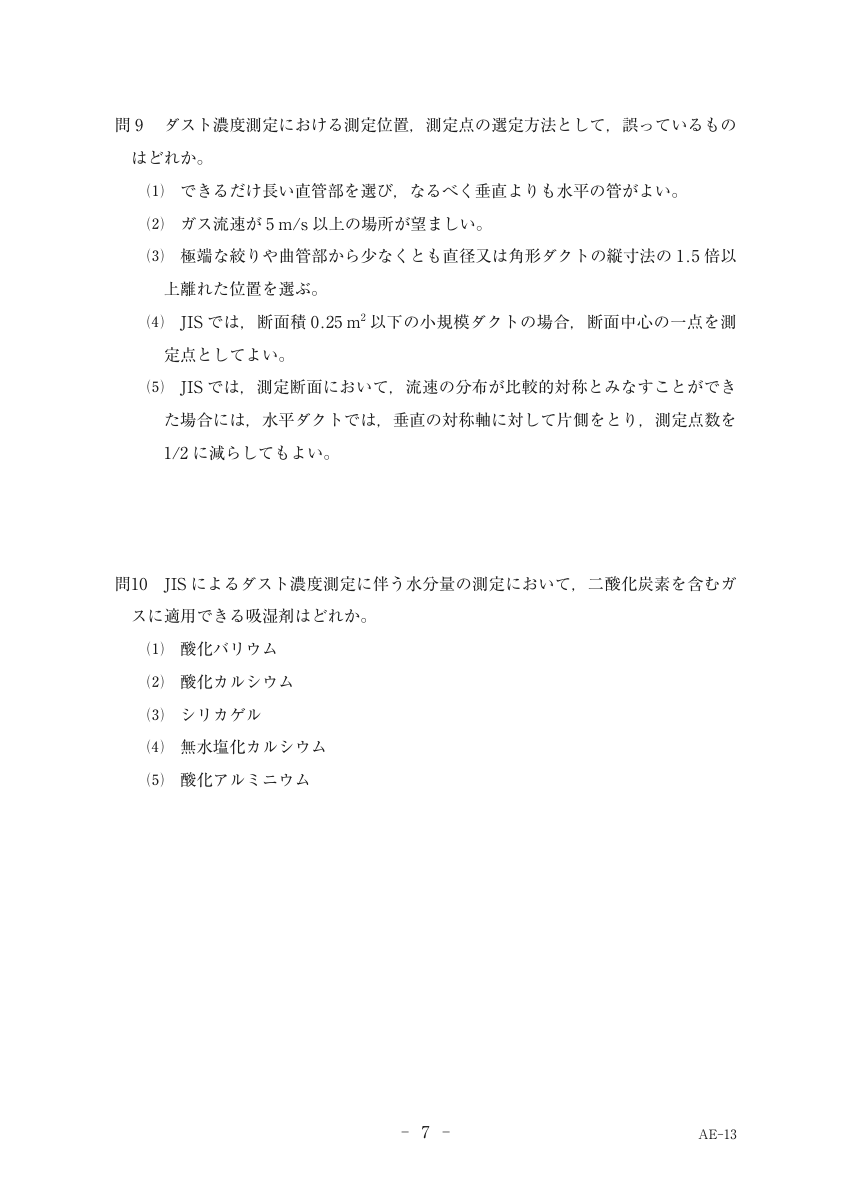 問 9　ダスト濃度測定における測定位置，測定点の選定方法として，誤っているもの
はどれか。
⑴　できるだけ長い直管部を選び，なるべく垂直よりも水平の管がよい。
⑵　ガス流速が 5 m/s 以上の場所が望ましい。
⑶　極端な絞りや曲管部から少なくとも直径又は角形ダクトの縦寸法の 1.5 倍以
上離れた位置を選ぶ。
⑷　JIS では，断面積 0.25 m² 以下の小規模ダクトの場合，断面中心の一点を測
定点としてよい。
⑸　JIS では，測定断面において，流速の分布が比較的対称とみなすことができ
た場合には，水平ダクトでは，垂直の対称軸に対して片側をとり，測定点数を
1/2 に減らしてもよい。
問10　JIS によるダスト濃度測定に伴う水分量の測定において，二酸化炭素を含むガ
スに適用できる吸湿剤はどれか。
⑴　酸化バリウム
⑵　酸化カルシウム
⑶　シリカゲル
⑷　無水塩化カルシウム
⑸　酸化アルミニウム
- 7 -
AE-13